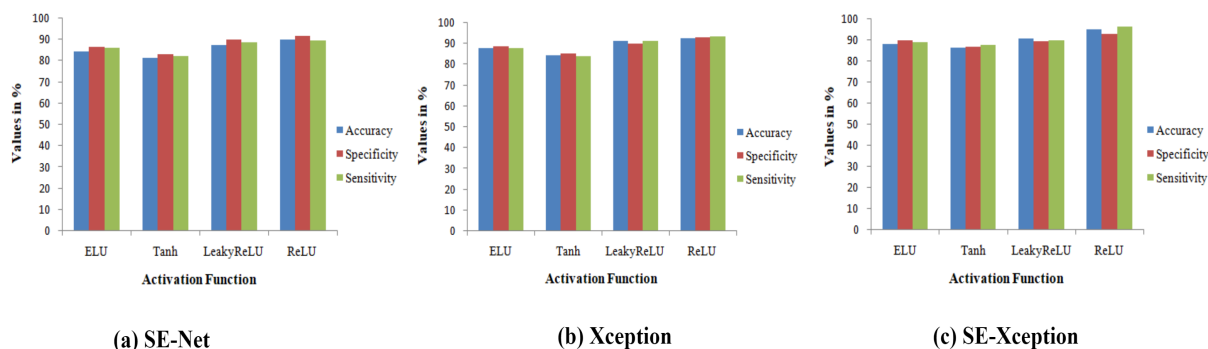 Values in %
100
90
80
70
60
50
40
30
20
10
0
ELU
Tanh
LeakyReLU
ReLU
Activation Function
Accuracy
Specificity
Sensitivity
(a) SE-Net
Values in %
100
90
80
70
60
50
40
30
20
10
0
ELU
Tanh
LeakyReLU
ReLU
Activation Function
Accuracy
Specificity
Sensitivity
(b) Xception
Values in %
100
90
80
70
60
50
40
30
20
10
0
ELU
Tanh
LeakyReLU
ReLU
Activation Function
Accuracy
Specificity
Sensitivity
(c) SE-Xception